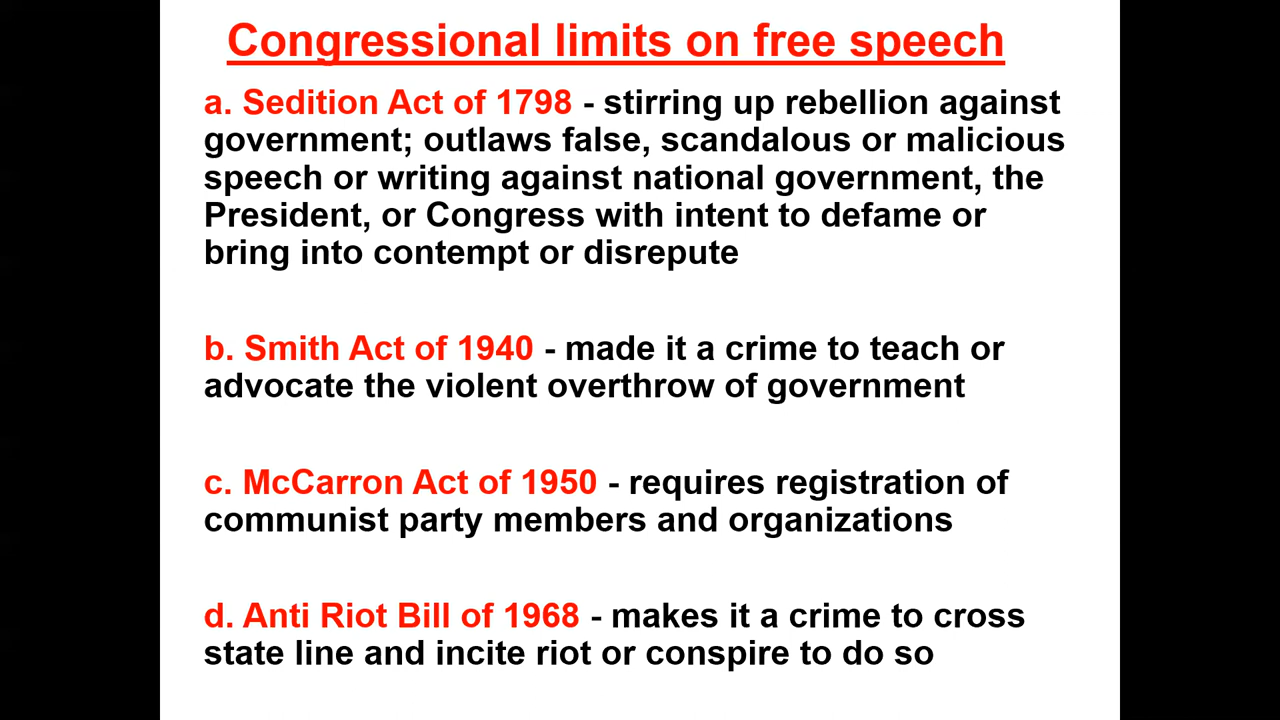 Congressional limits on free speech
a. Sedition Act of 1798 - stirring up rebellion against
government; outlaws false, scandalous or malicious
speech or writing against national government, the
President, or Congress with intent to defame or
bring into contempt or disrepute
b. Smith Act of 1940 - made it a crime to teach or
advocate the violent overthrow of government
c. McCarron Act of 1950 - requires registration of
communist party members and organizations
d. Anti Riot Bill of 1968 - makes it a crime to cross
state line and incite riot or conspire to do so